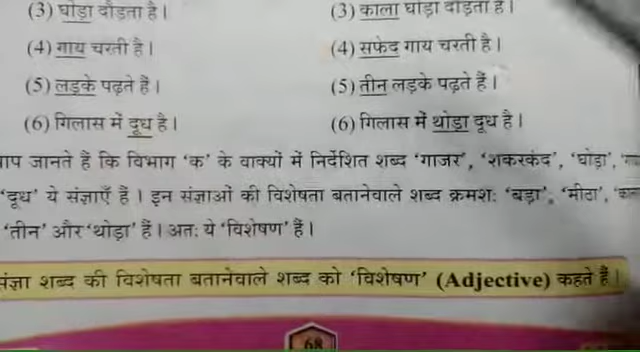 (3) घोड़ा दौड़ता है।
(3) काला घोड़ा दौड़ता है।
(4) गाय चरती है।
(4) सफेद गाय चरती है।
(5) लड़के पढ़ते हैं।
(5) तीन लड़के पढ़ते हैं।
(6) गिलास में दूध है।
(6) गिलास में थोड़ा दूध है।
जानते हैं कि विभाग ‘क’ के वाक्यों में निर्देशित शब्द ‘गाजर’, ‘शकरकंद’, ‘घोड़ा’,
‘दूध’ ये संज्ञाएँ हैं। इन संज्ञाओं की विशेषता बतानेवाले शब्द क्रमशः ‘बड़ा’, ‘मीठा’,
‘तीन’ और ‘थोड़ा’ हैं। अतः ये ‘विशेषण’ हैं।
संज्ञा शब्द की विशेषता बतानेवाले शब्द को ‘विशेषण’ (Adjective) कहते हैं।
68